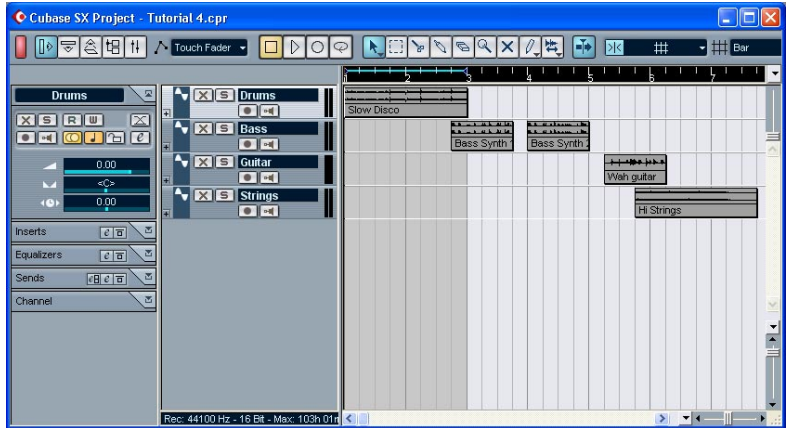 Cubase SX Project - Tutorial 4.cpr
Touch Fader
Bar
1 2 3 4 5 6 7
Drums
X S R W
e
0.00
<C>
0.00
Inserts e
Equalizers e
Sends e
Channel
X S Drums
X S Bass
X S Guitar
X S Strings
Slow Disco
Bass Synth 1
Bass Synth
Wah guitar
Hi Strings
Rec: 44100 Hz - 16 Bit - Max: 103h 01